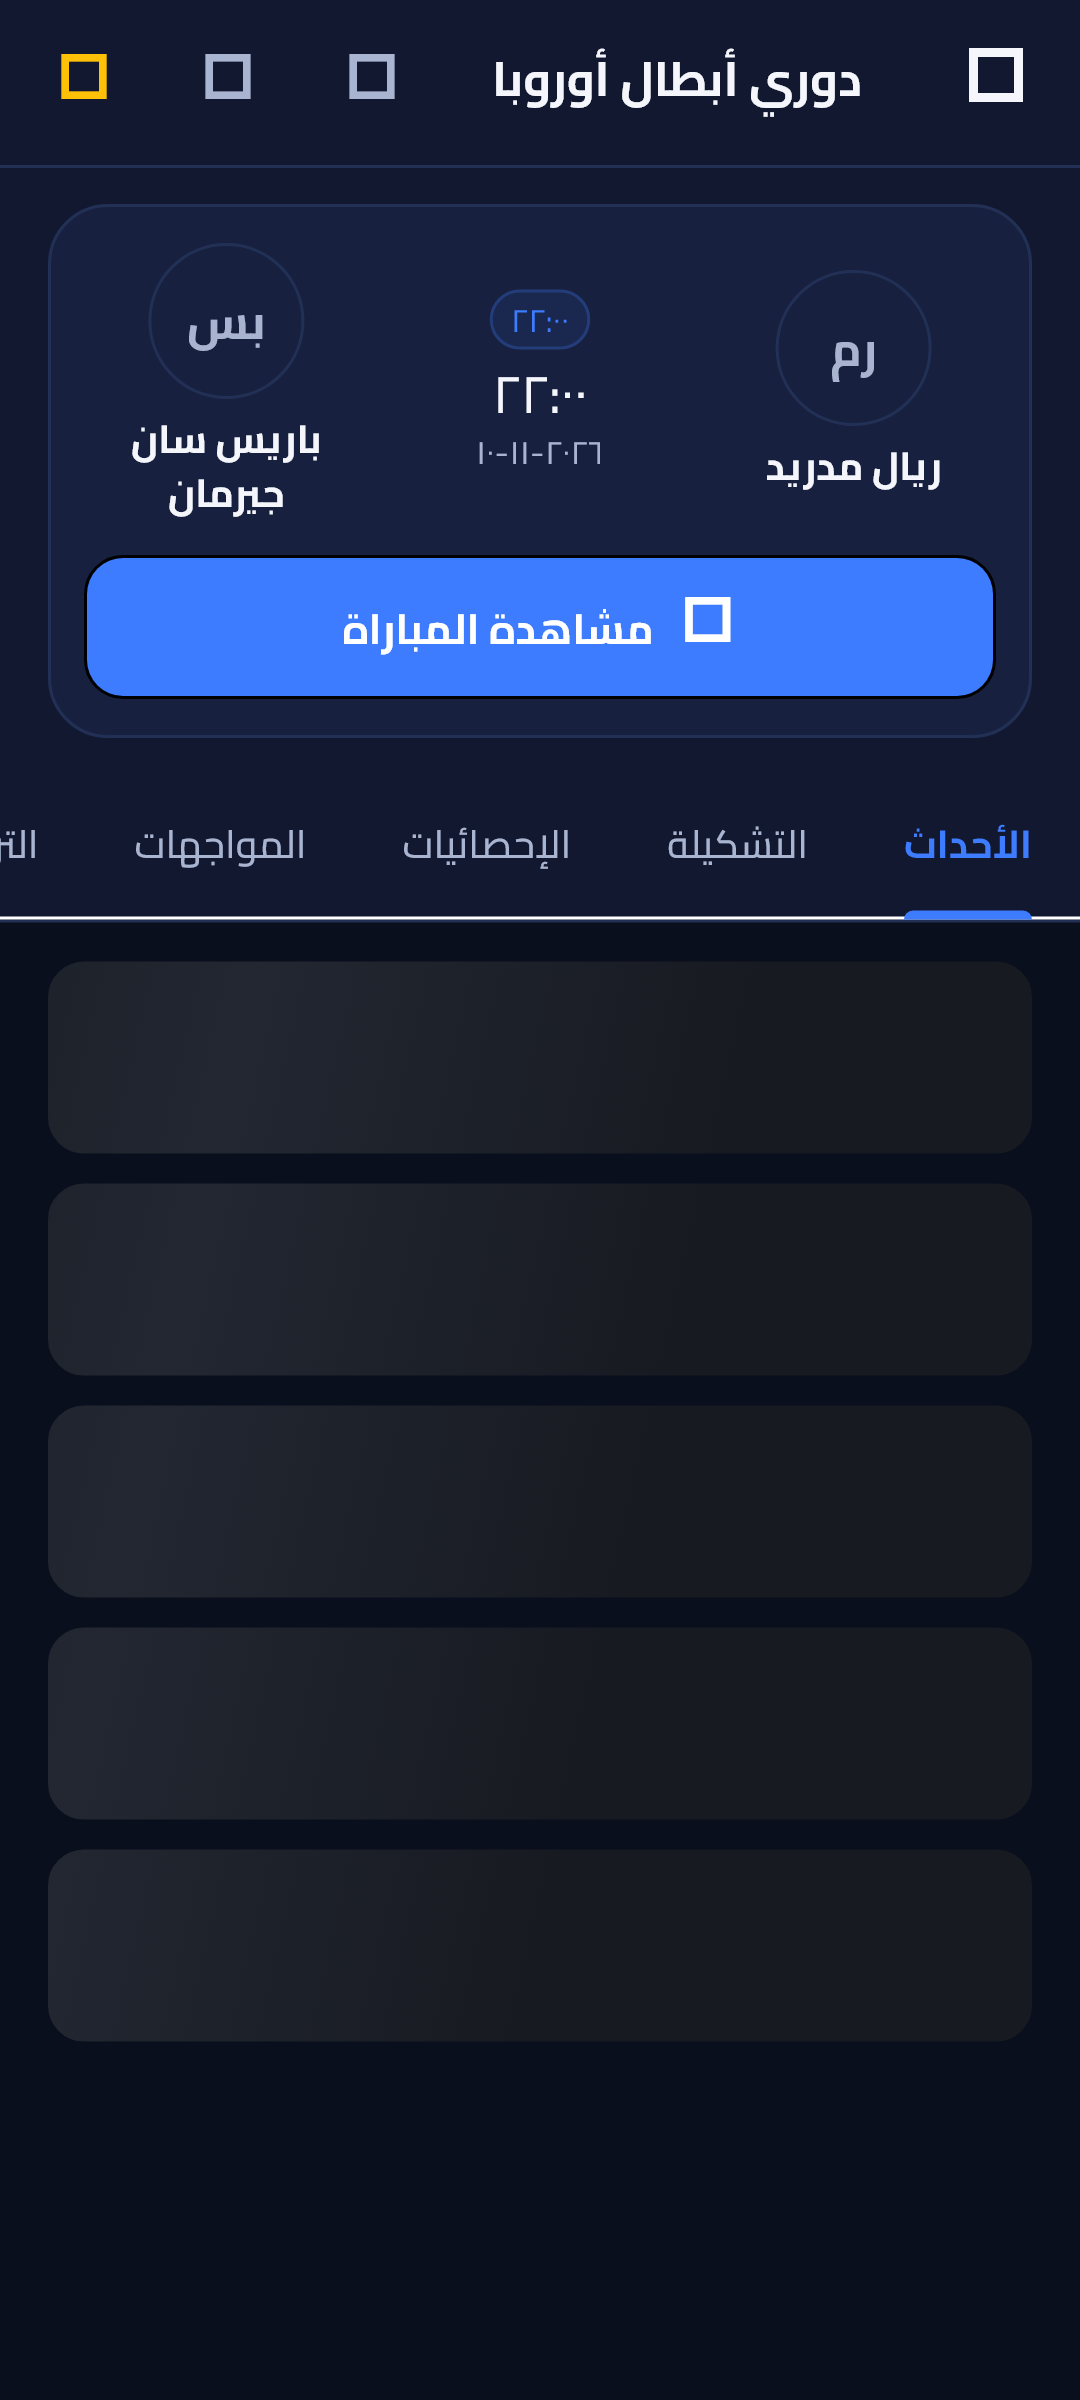 دوري أبطال أوروبا
رم
ريال مدريد
٢٢:٠٠
٢٢:٠٠
٢٠٢٦-١١-١٠
بس
باريس سان
جيرمان
مشاهدة المباراة
الأحداث
التشكيلة
الإحصائيات
المواجهات